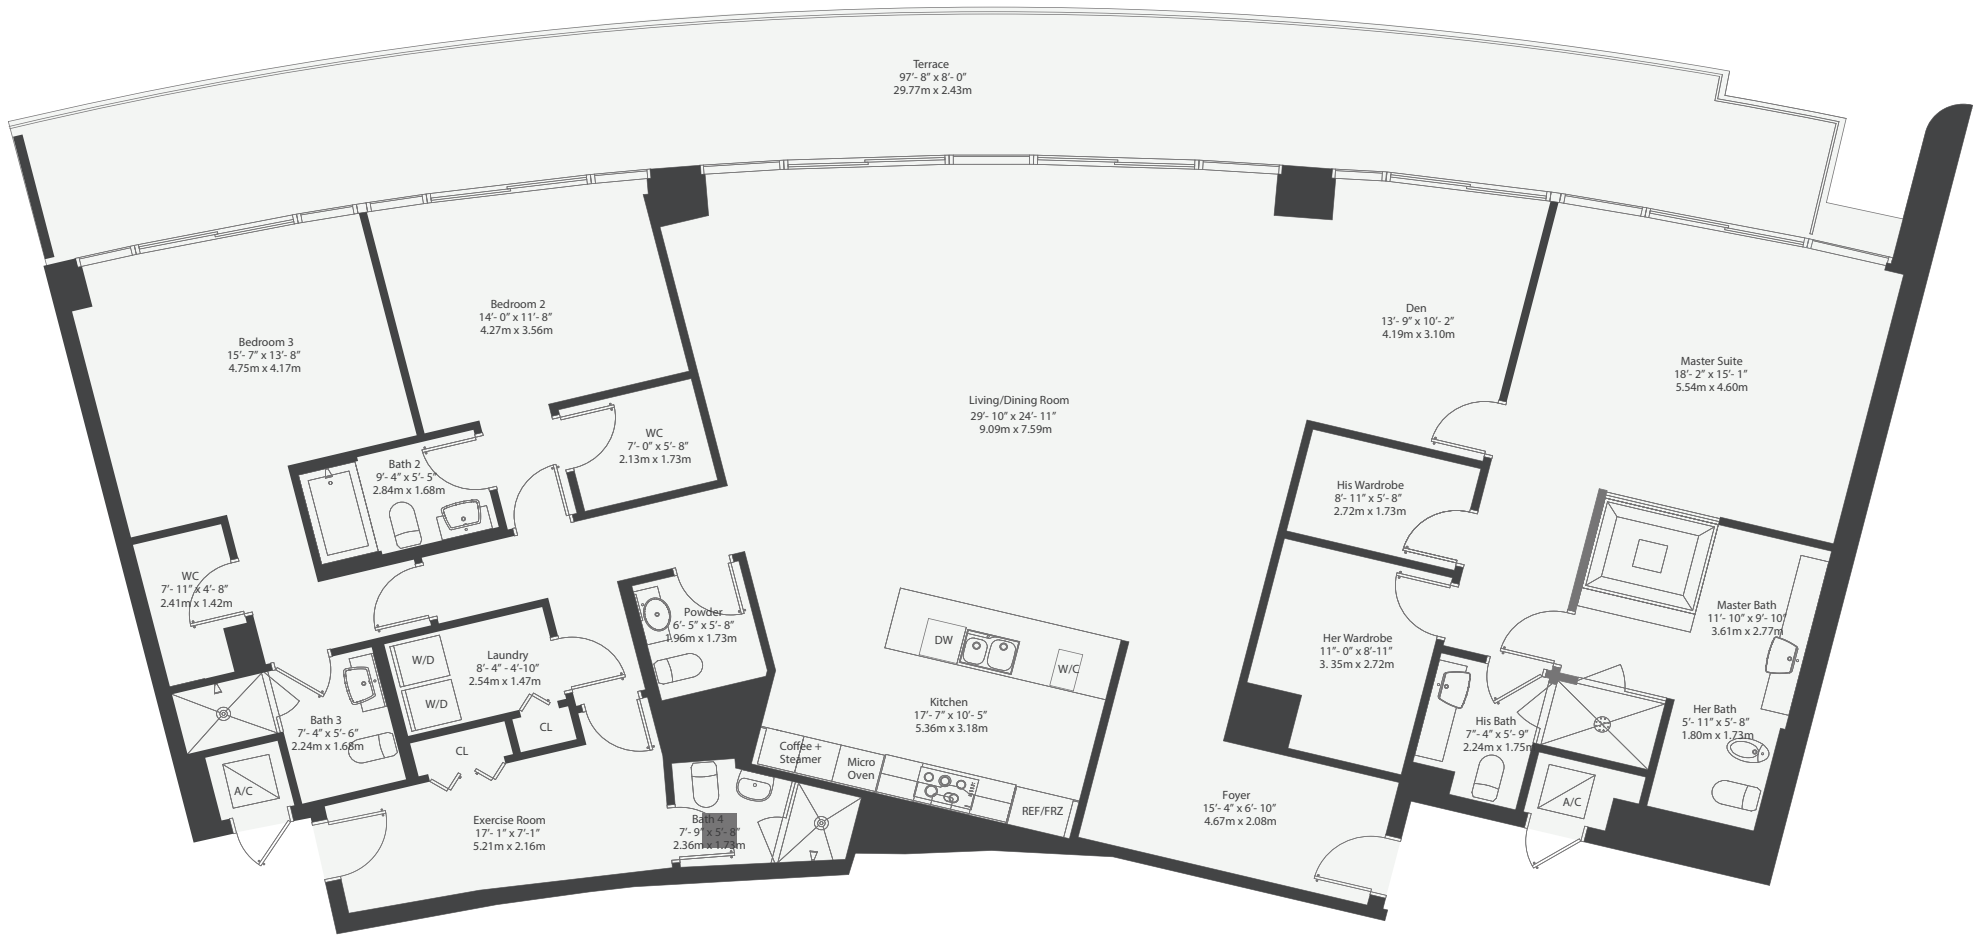 Terrace
97'- 8" x 8'- 0"
29.77m x 2.43m
Bedroom 3
15'- 7" x 13'- 8"
4.75m x 4.17m
Bedroom 2
14'- 0" x 11'- 8"
4.27m x 3.56m
Den
13'- 9" x 10'- 2"
4.19m x 3.10m
Master Suite
18'- 2" x 15'- 1"
5.54m x 4.60m
Living/Dining Room
29'- 10" x 24'- 11"
9.09m x 7.59m
WC
7'- 0" x 5'- 8"
2.13m x 1.73m
Bath 2
9'- 4" x 5'- 5"
2.84m x 1.68m
His Wardrobe
8'- 11" x 5'- 8"
2.72m x 1.73m
WC
7'- 11" x 4'- 8"
2.41m x 1.42m
Powder
6'- 5" x 5'- 8"
1.96m x 1.73m
Master Bath
11'- 10" x 9'- 10"
3.61m x 2.77m
Her Wardrobe
11"- 0" x 8'-11"
3. 35m x 2.72m
DW
W/C
Laundry
8'- 4" - 4'-10"
2.54m x 1.47m
W/D
W/D
Kitchen
17'- 7" x 10'- 5"
5.36m x 3.18m
Bath 3
7'- 4" x 5'- 6"
2.24m x 1.68m
CL
CL
His Bath
7'- 4" x 5'- 9"
2.24m x 1.75m
Her Bath
5'- 11" x 5'- 8"
1.80m x 1.73m
Coffee +
Steamer
Micro
Oven
REF/FRZ
A/C
A/C
Exercise Room
17'- 1" x 7'-1"
5.21m x 2.16m
Bath 4
7'- 9" x 5'- 8"
2.36m x 1.73m
Foyer
15'- 4" x 6'- 10"
4.67m x 2.08m